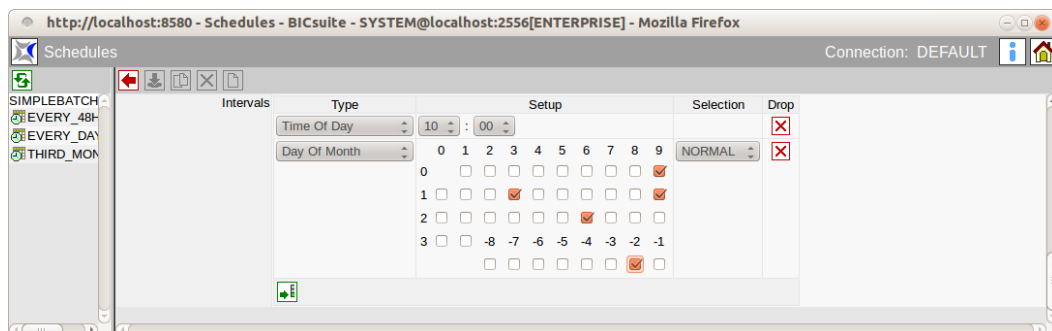 http://localhost:8580 - Schedules - BICsuite - SYSTEM@localhost:2556[ENTERPRISE] - Mozilla Firefox
Schedules
Connection: DEFAULT
SIMPLEBATCH
EVERY_48H
EVERY_DAY
THIRD_MON
Intervals Type Setup Selection Drop
Time Of Day 10 : 00
Day Of Month 0 1 2 3 4 5 6 7 8 9 NORMAL
0
1
2
3 -8 -7 -6 -5 -4 -3 -2 -1